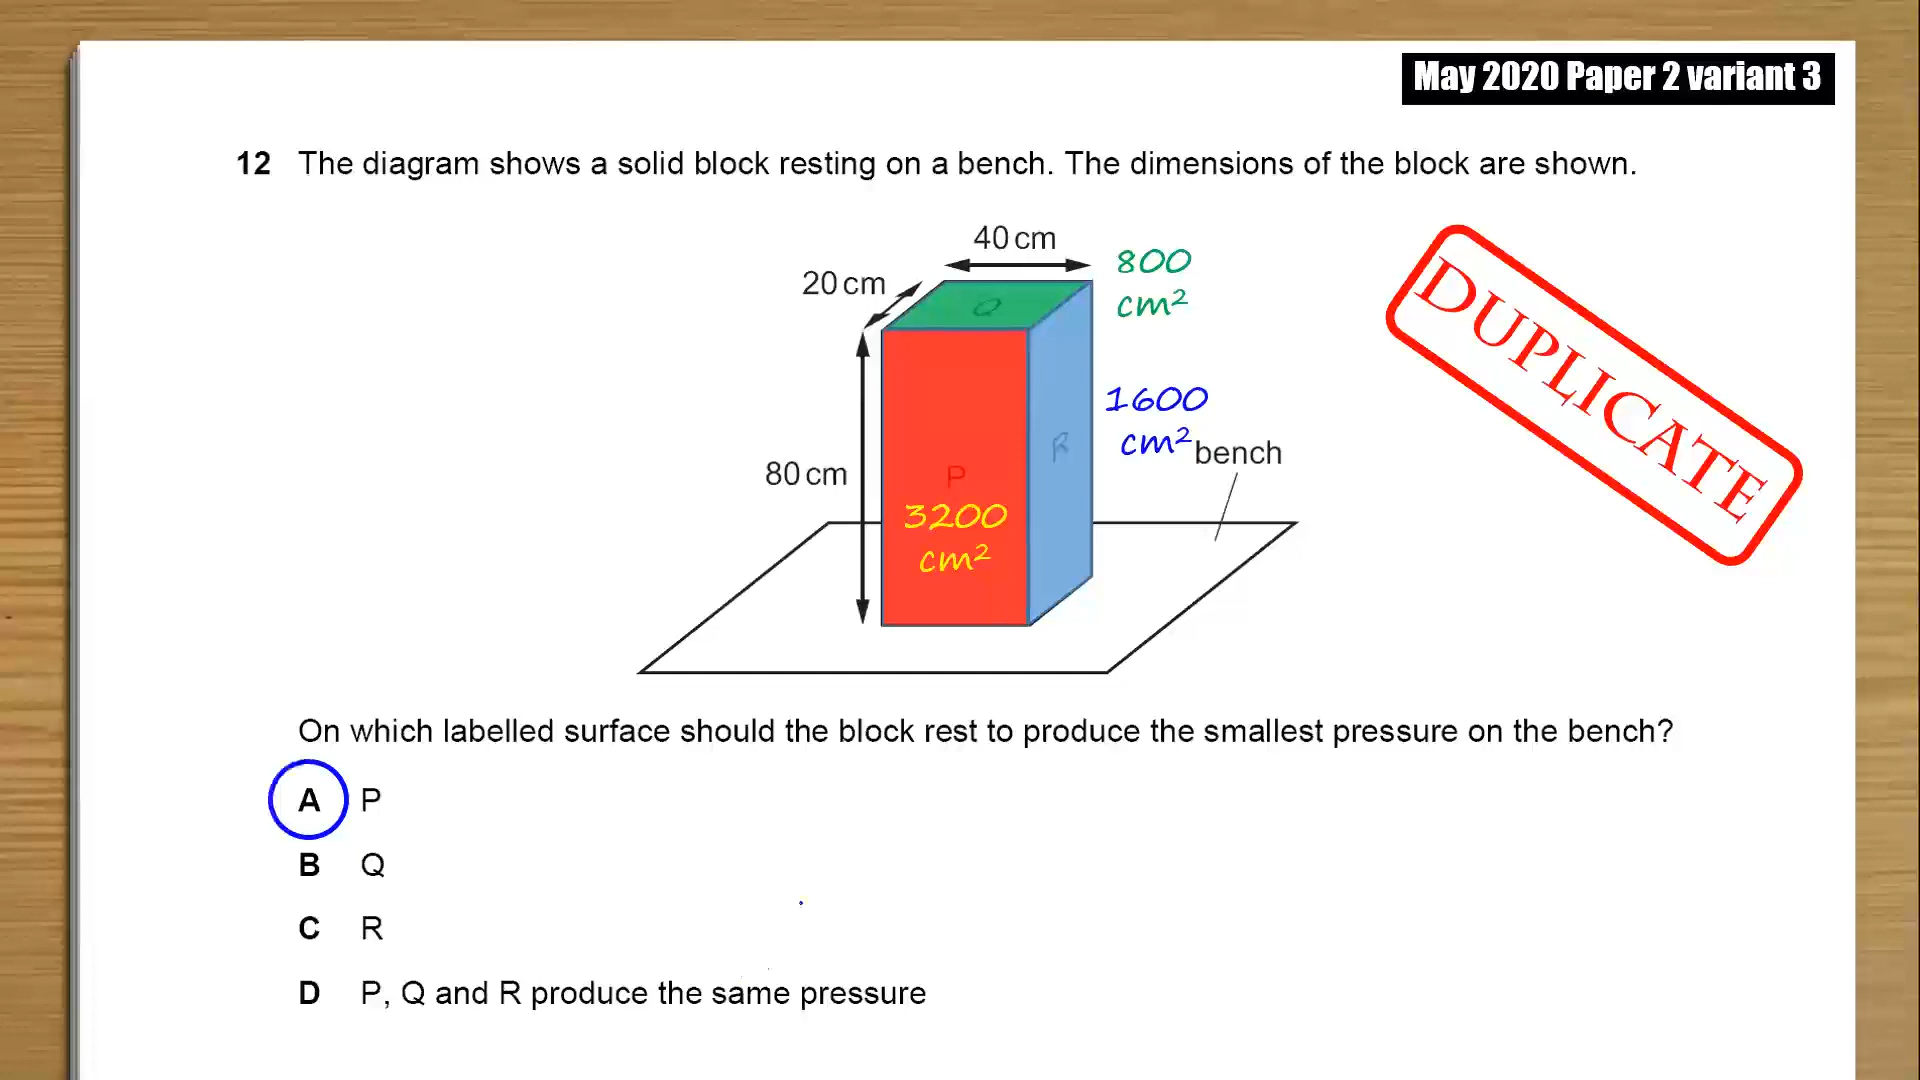 May 2020 Paper 2 variant 3
12 The diagram shows a solid block resting on a bench. The dimensions of the block are shown.
40 cm
800
cm²
20 cm
Q
DUPLICATE
1600
cm²
R
bench
80 cm
P
3200
cm²
On which labelled surface should the block rest to produce the smallest pressure on the bench?
A P
B Q
C R
D P, Q and R produce the same pressure